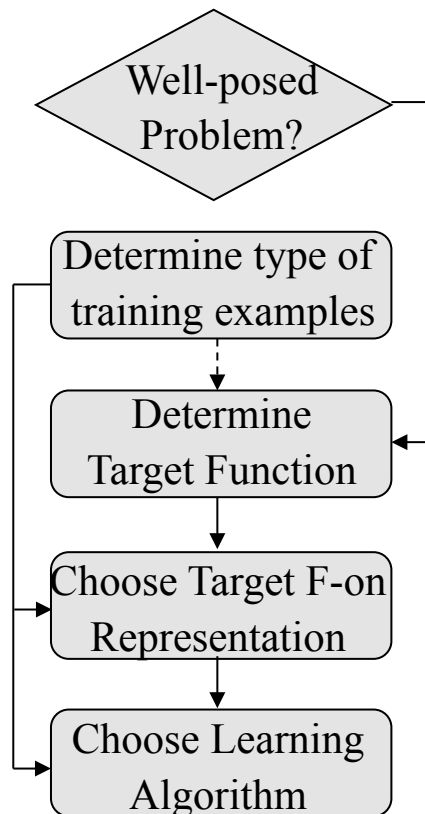 Well-posed
Problem?
Determine type of
training examples
Determine
Target Function
Choose Target F-on
Representation
Choose Learning
Algorithm